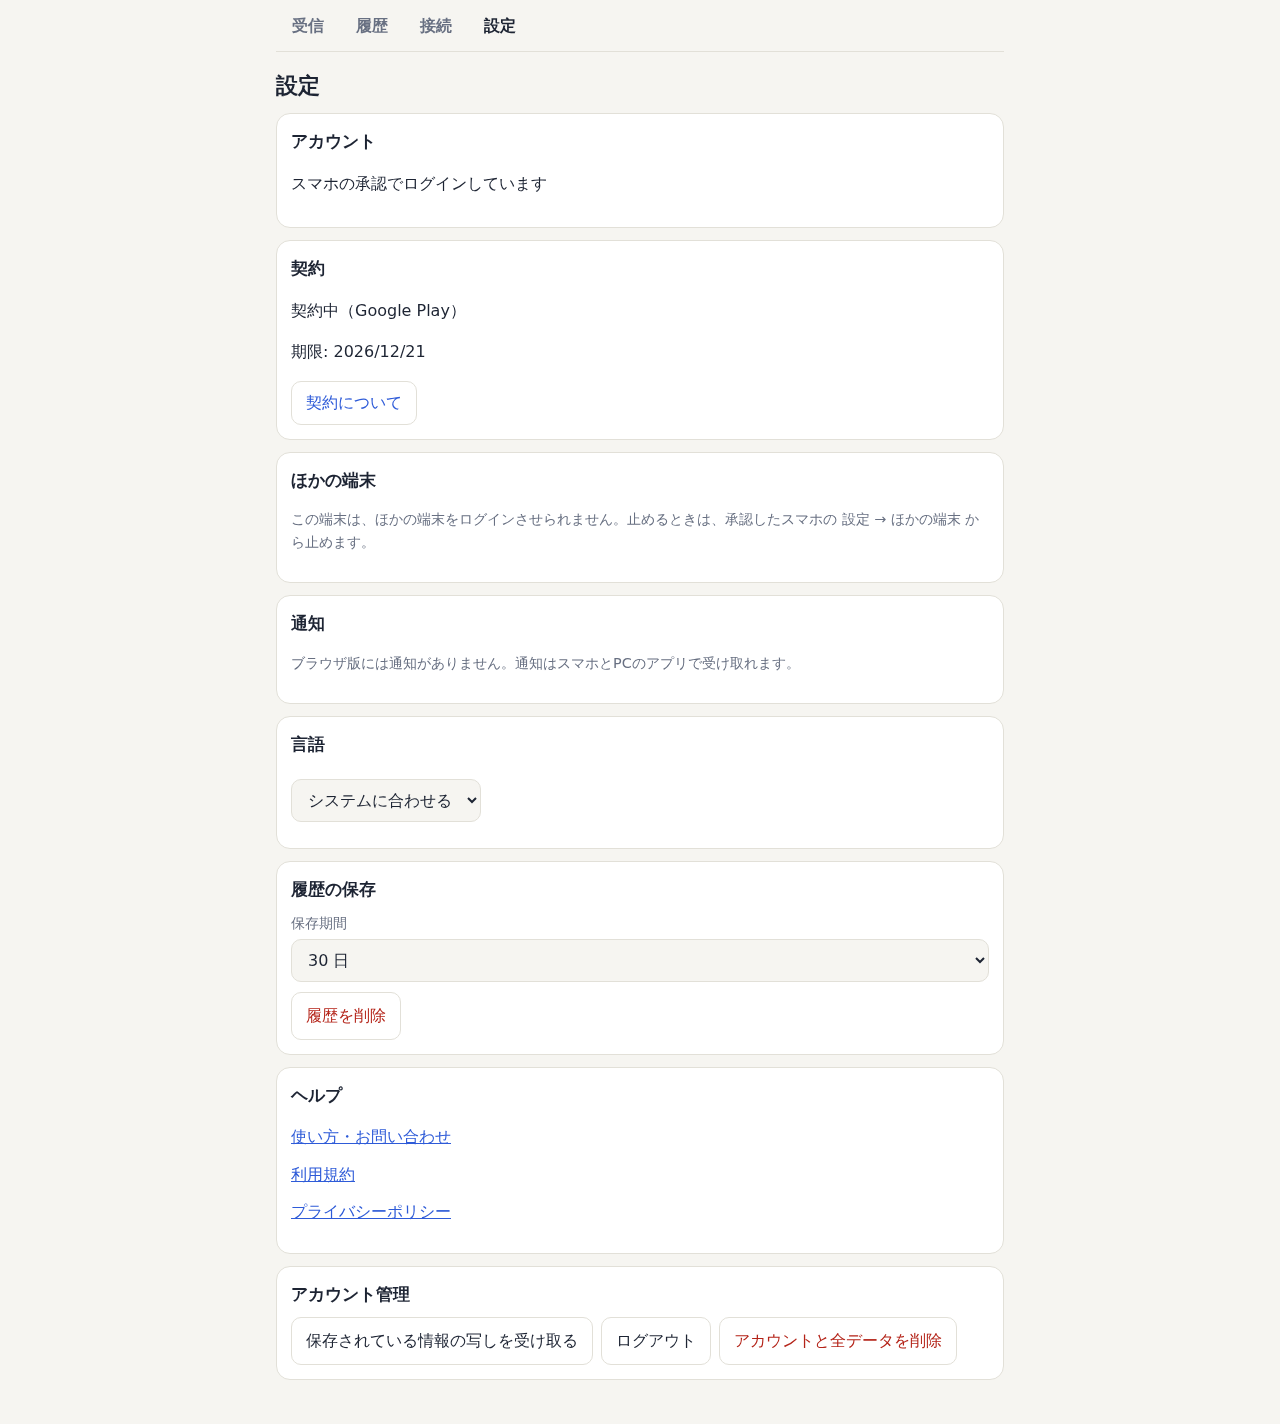 受信 履歴 接続 設定
設定
アカウント
スマホの承認でログインしています
契約
契約中（Google Play）
期限: 2026/12/21
契約について
ほかの端末
この端末は、ほかの端末をログインさせられません。止めるときは、承認したスマホの 設定 → ほかの端末 か
ら止めます。
通知
ブラウザ版には通知がありません。通知はスマホとPCのアプリで受け取れます。
言語
システムに合わせる
履歴の保存
保存期間
30 日
履歴を削除
ヘルプ
使い方・お問い合わせ
利用規約
プライバシーポリシー
アカウント管理
保存されている情報の写しを受け取る ログアウト アカウントと全データを削除